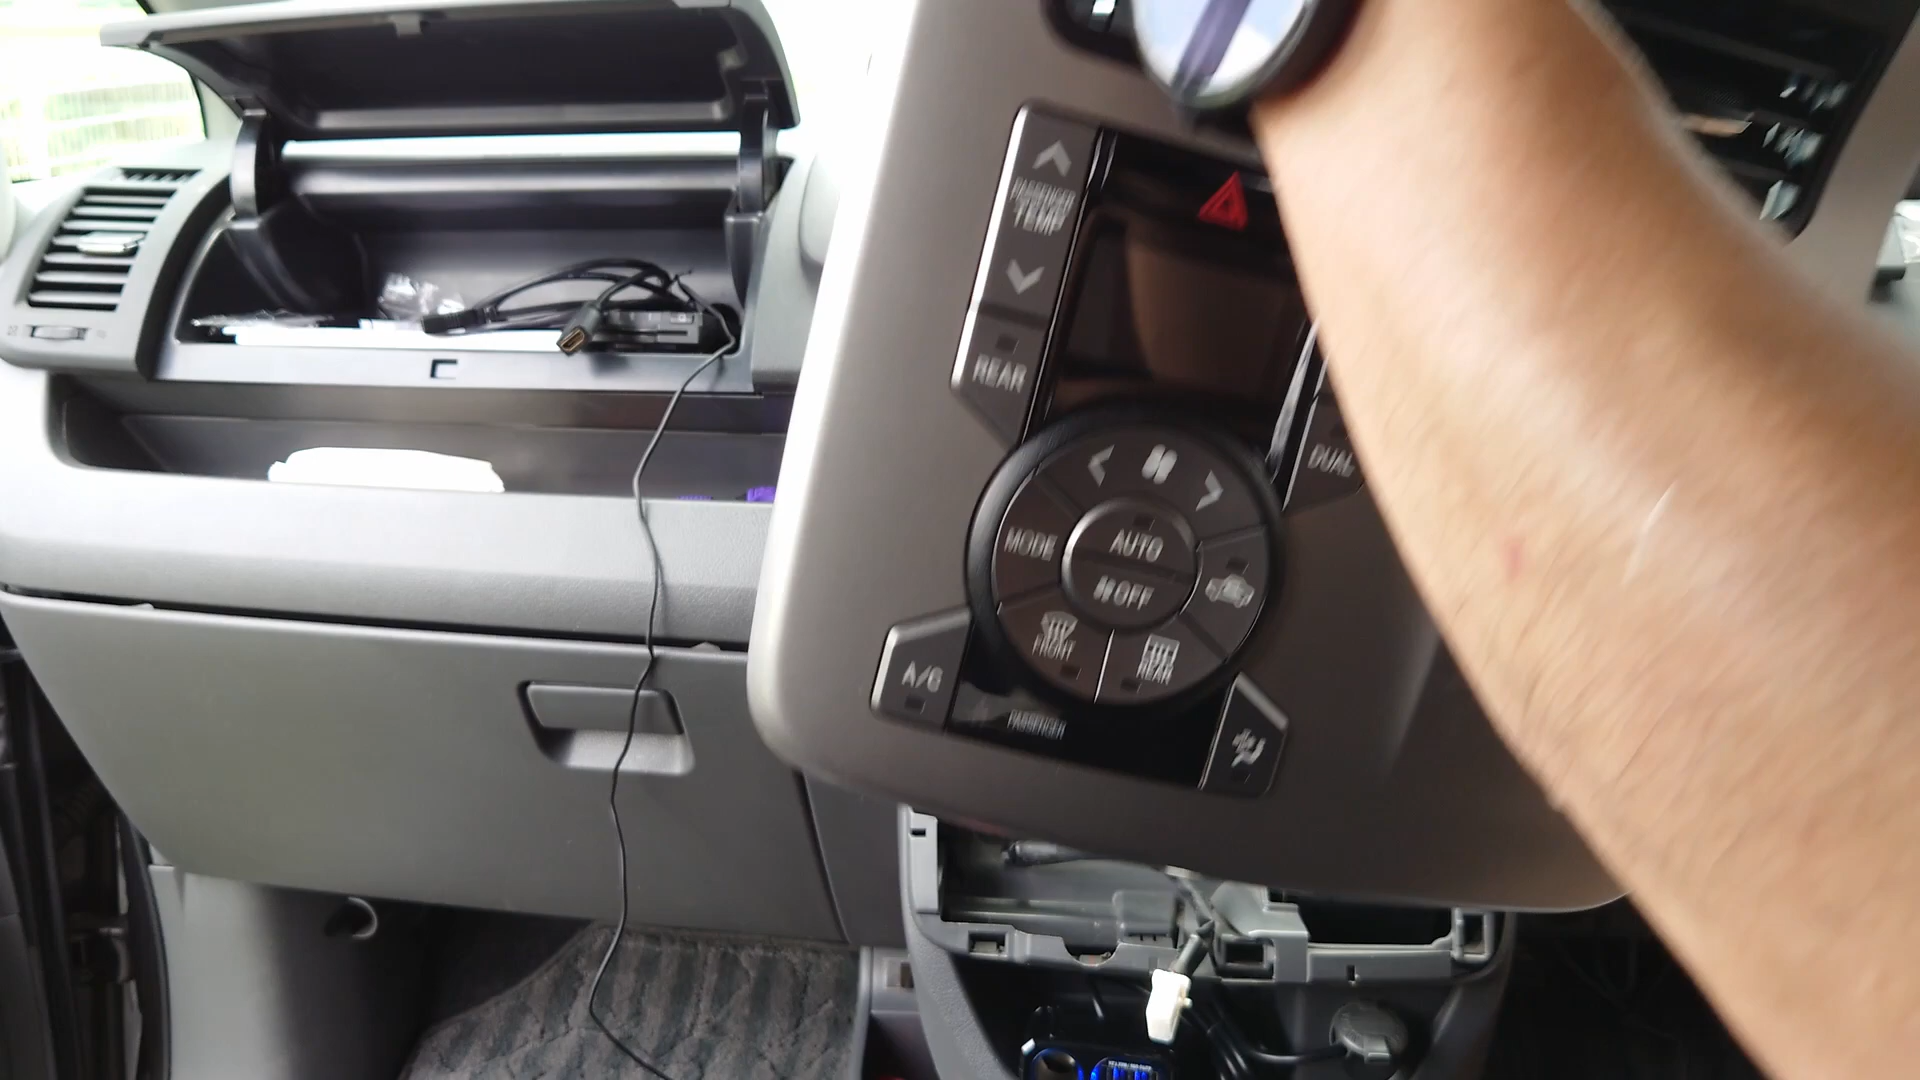 PASSENGER
TEMP
REAR
DUAL
MODE
AUTO
OFF
FRONT
REAR
A/C
PASSENGER